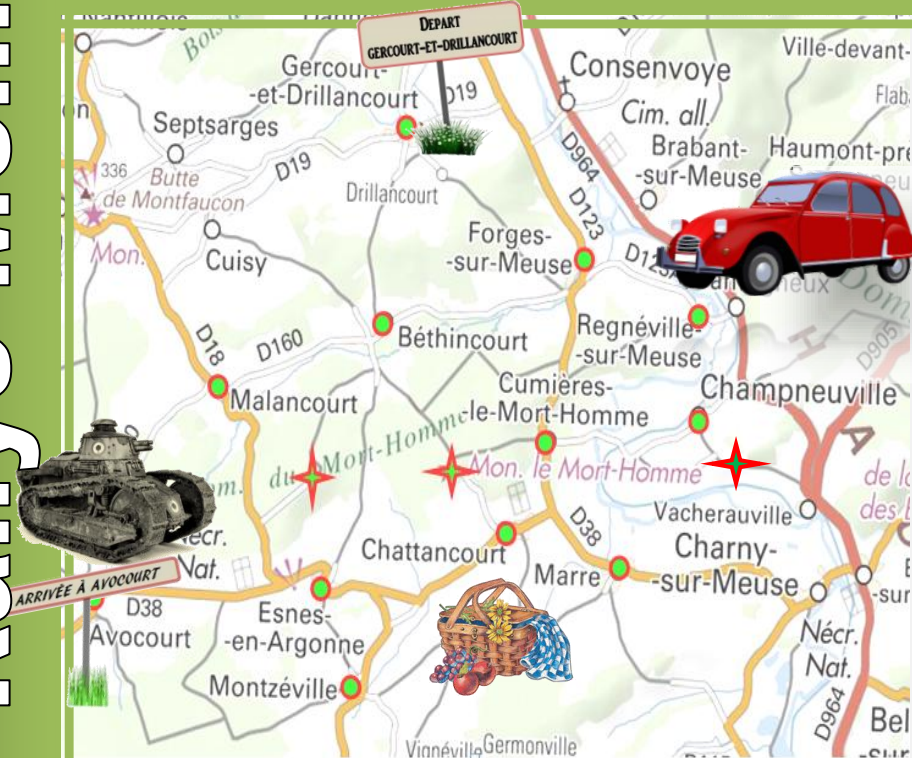 DEPART
GERCOURT-ET-DRILLANCOURT
Gercourt-
-et-Drillancourt
D19
Consenvoye
Ville-devant-
Cim. all.
Septsarges
D964
Brabant-
-sur-Meuse
Haumont-pré
336
Butte
de Montfaucon
D19
Drillancourt
D123
Mon.
Cuisy
Forges-
-sur-Meuse
D18
D160
Béthincourt
Regnéville-
-sur-Meuse
D905
Malancourt
Cumières-
-le-Mort-Homme
Champneuville
du Mort-Homme
Mon. le Mort-Homme
Vacherauville
Nécr.
Nat.
Chattancourt
D38
Marre
Charny-
-sur-Meuse
ARRIVÉE À AVOCOURT
D38
Avocourt
Esnes-
-en-Argonne
Nécr.
Nat.
Montzéville
D964
Vignéville
Germonville